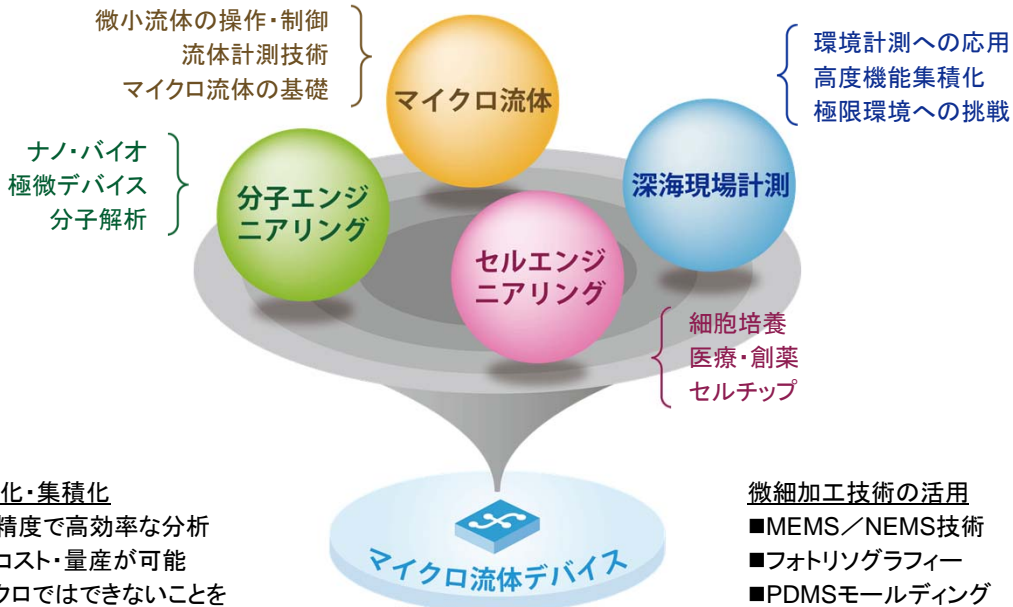 微小流体の操作・制御
流体計測技術
マイクロ流体の基礎
マイクロ流体
環境計測への応用
高度機能集積化
極限環境への挑戦
ナノ・バイオ
極微デバイス
分子解析
分子エンジ
ニアリング
深海現場計測
セルエンジ
ニアリング
細胞培養
医療・創薬
セルチップ
化・集積化
精度で高効率な分析
コスト・量産が可能
クロではできないことを
マイクロ流体デバイス
微細加工技術の活用
■MEMS／NEMS技術
■フォトリソグラフィー
■PDMSモールディング